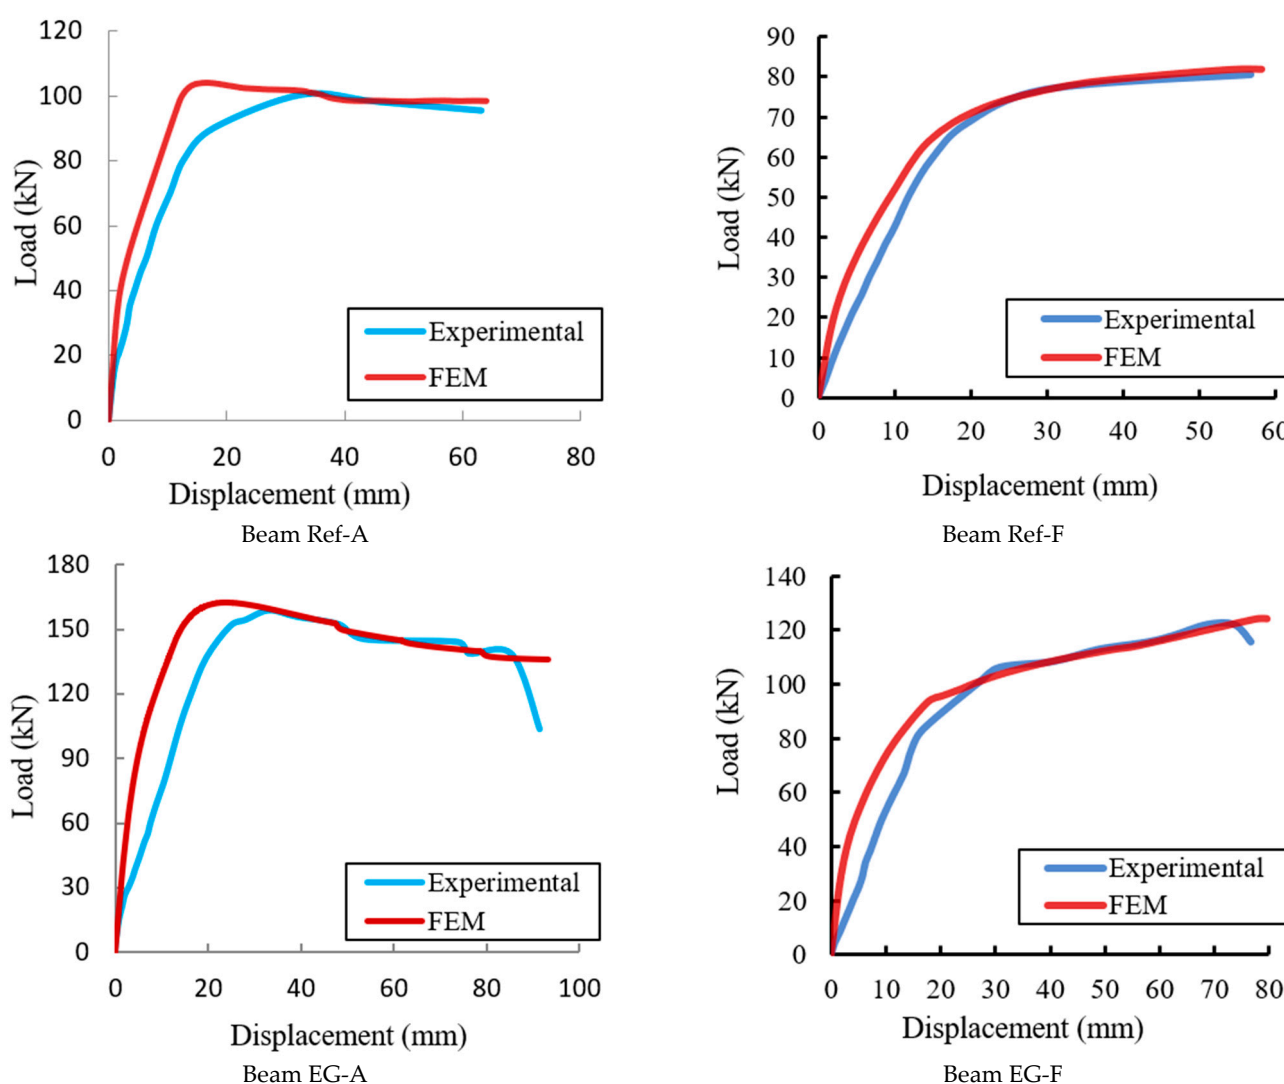 120
100
80
60
40
20
0
Load (kN)
Experimental
FEM
0 20 40 60 80
Displacement (mm)
Beam Ref-A
90
80
70
60
50
40
30
20
10
0
Load (kN)
Experimental
FEM
0 10 20 30 40 50 60
Displacement (mm)
Beam Ref-F
180
150
120
90
60
30
0
Load (kN)
Experimental
FEM
0 20 40 60 80 100
Displacement (mm)
Beam EG-A
140
120
100
80
60
40
20
0
Load (kN)
Experimental
FEM
0 10 20 30 40 50 60 70 80
Displacement (mm)
Beam EG-F